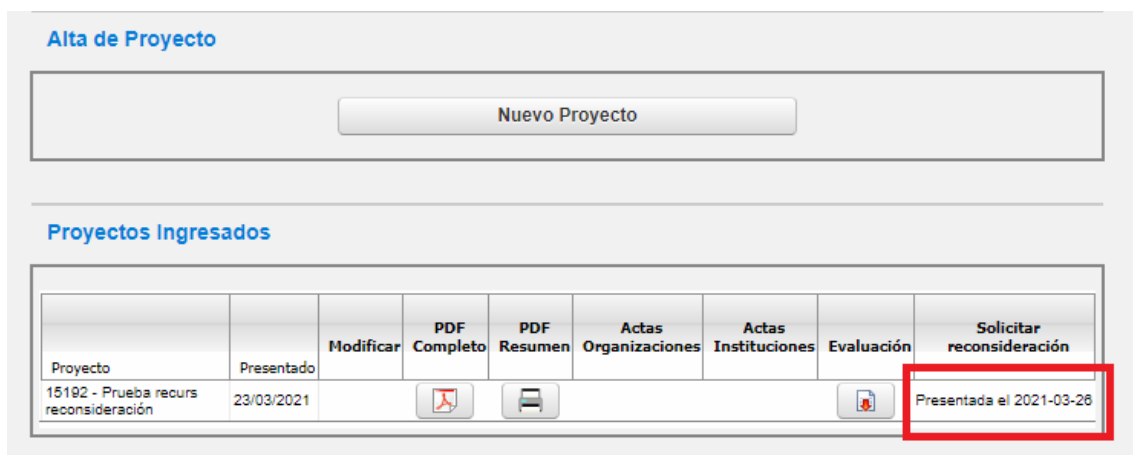 Alta de Proyecto
Nuevo Proyecto
Proyectos Ingresados
Proyecto Presentado Modificar PDF Completo PDF Resumen Actas Organizaciones Actas Instituciones Evaluación Solicitar reconsideración
15192 - Prueba recurs reconsideración 23/03/2021 Presentada el 2021-03-26